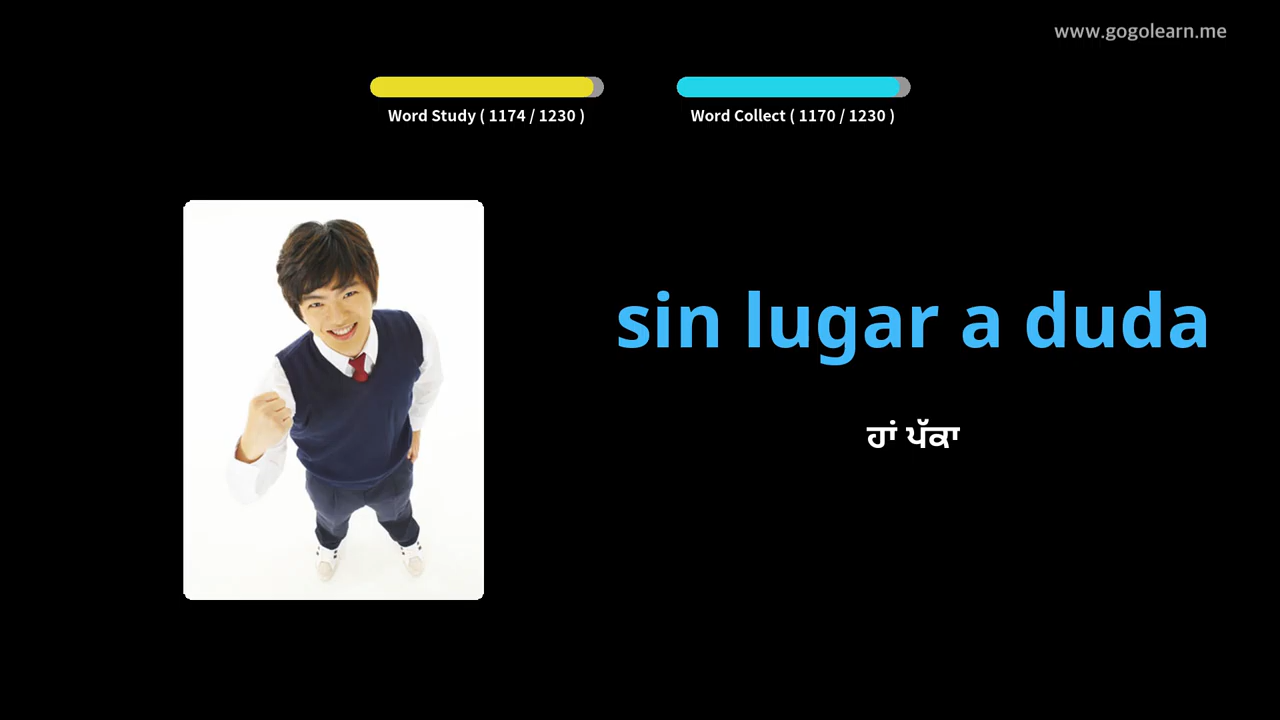 www.gogolearn.me
Word Study ( 1174 / 1230 )
Word Collect ( 1170 / 1230 )
sin lugar a duda
ਹਾਂ ਪੱਕਾ